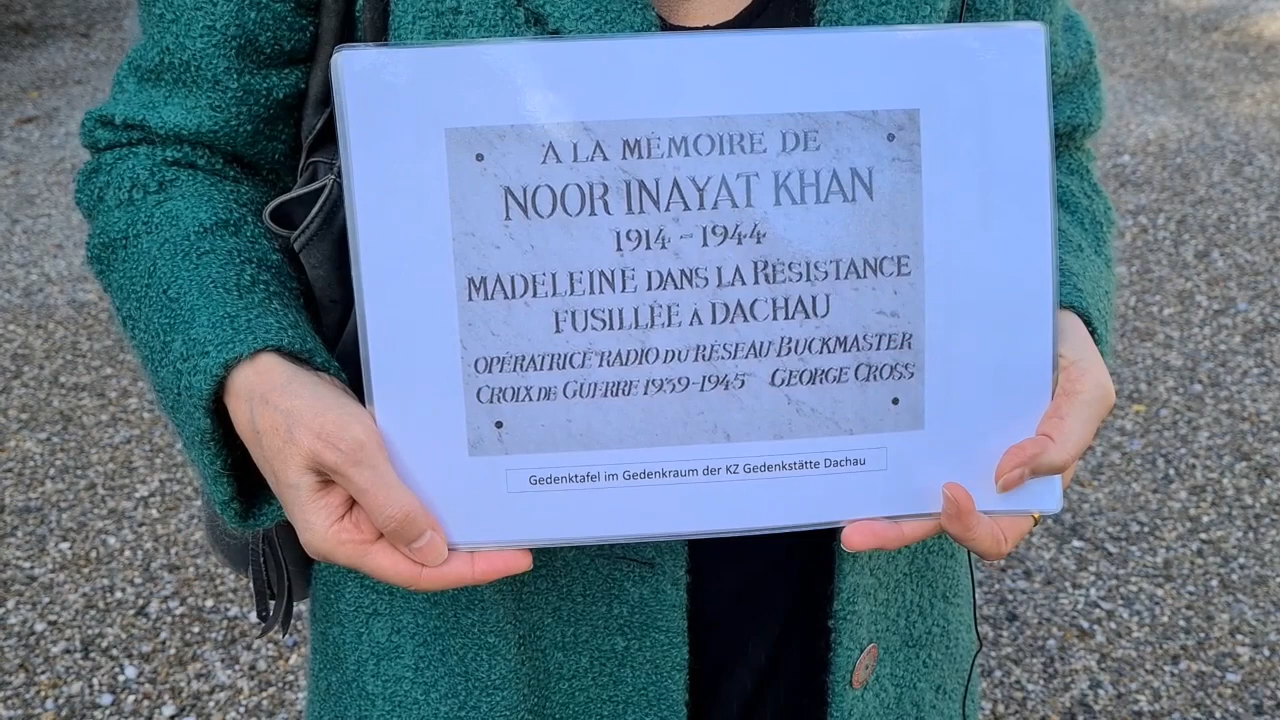 A LA MÉMOIRE DE
NOOR INAYAT KHAN
1914 - 1944
MADELEINE DANS LA RÉSISTANCE
FUSILLÉE A DACHAU
OPÉRATRICE RADIO DU RÉSEAU BUCKMASTER
CROIX DE GUERRE 1939-1945 GEORGE CROSS
Gedenktafel im Gedenkraum der KZ Gedenkstätte Dachau